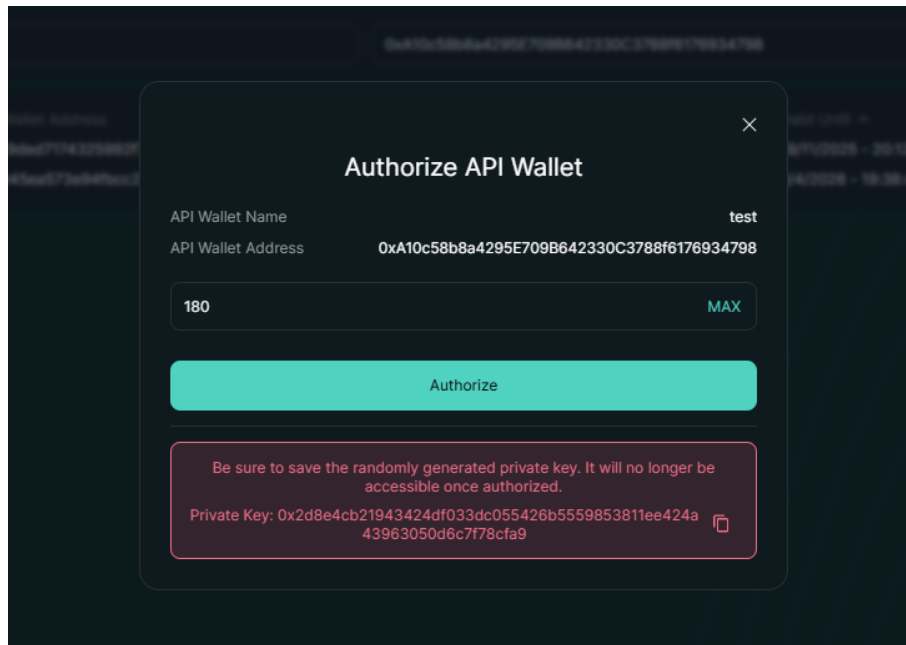 Authorize API Wallet
API Wallet Name test
API Wallet Address 0xA10c58b8a4295E709B642330C3788f6176934798
180 MAX
Authorize
Be sure to save the randomly generated private key. It will no longer be
accessible once authorized.
Private Key: 0x2d8e4cb21943424df033dc055426b5559853811ee424a
43963050d6c7f78cfa9